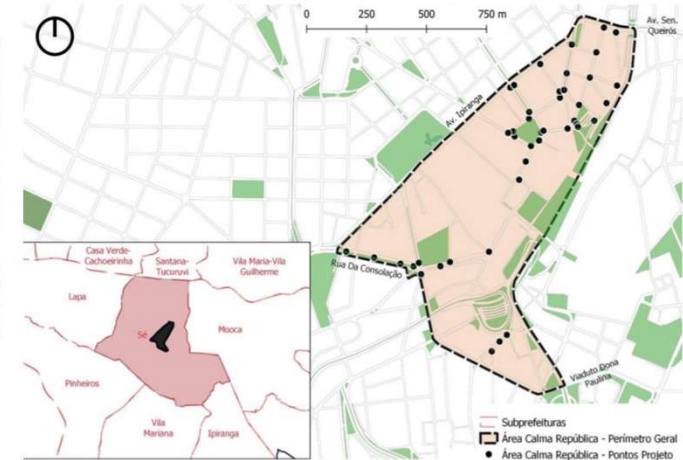 0 250 500 750 m
Av. Sen.
Queirós
Av. Ipiranga
Rua Da Consolação
Casa Verde-
Cachoeirinha
Santana-
Tucuruvi
Vila Maria-Vila
Guilherme
Lapa
Sé
Mooca
Pinheiros
Vila
Mariana
Ipiranga
Viaduto Dona
Paulina
Subprefeituras
Área Calma República - Perímetro Geral
Área Calma República - Pontos Projeto